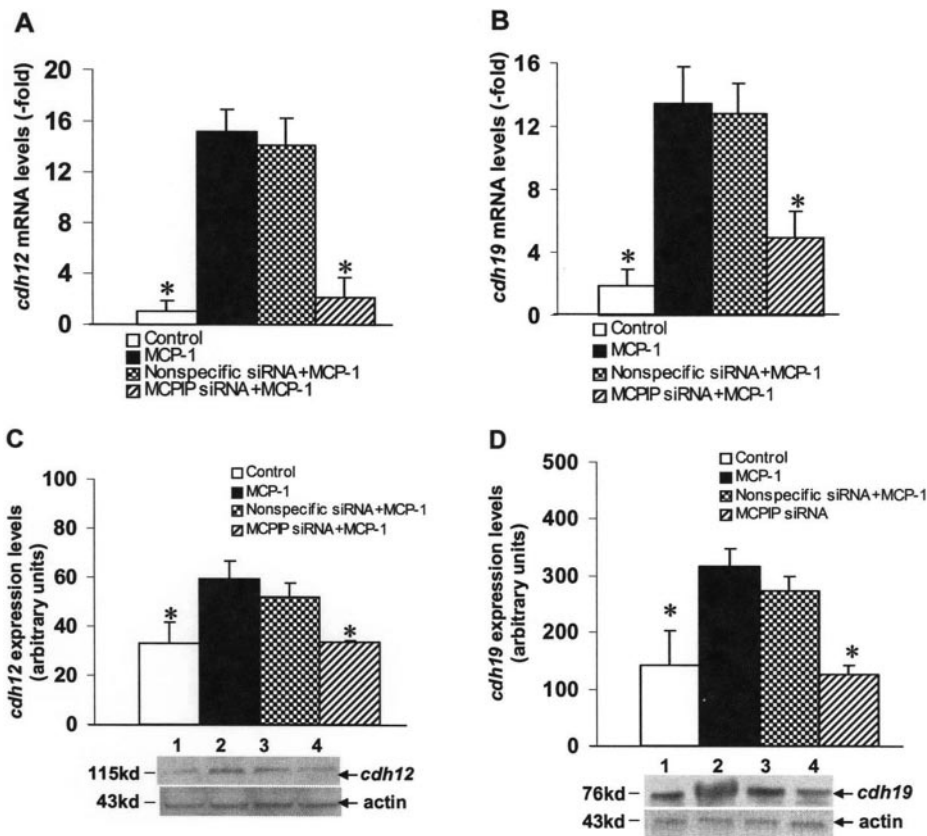 A
cdh12 mRNA levels (-fold)
20
16
12
8
4
0
*
*
Control
MCP-1
Nonspecific siRNA+MCP-1
MCPIP siRNA+MCP-1
B
cdh19 mRNA levels (-fold)
16
12
8
4
0
*
*
Control
MCP-1
Nonspecific siRNA+MCP-1
MCPIP siRNA+MCP-1
C
cdh12 expression levels
(arbitrary units)
100
80
60
40
20
0
Control
MCP-1
Nonspecific siRNA+MCP-1
MCPIP siRNA+MCP-1
*
*
1 2 3 4
115kd
cdh12
43kd
actin
D
cdh19 expression levels
(arbitrary units)
500
400
300
200
100
0
Control
MCP-1
Nonspecific siRNA+MCP-1
MCPIP siRNA
*
*
1 2 3 4
76kd
cdh19
43kd
actin